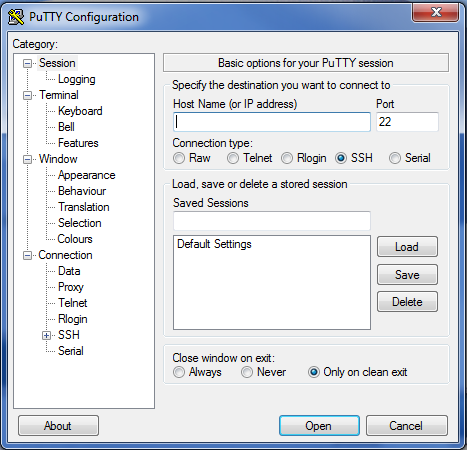 PuTTY Configuration
Category:
Session
Logging
Terminal
Keyboard
Bell
Features
Window
Appearance
Behaviour
Translation
Selection
Colours
Connection
Data
Proxy
Telnet
Rlogin
SSH
Serial
Basic options for your PuTTY session
Specify the destination you want to connect to
Host Name (or IP address) Port
22
Connection type:
Raw Telnet Rlogin SSH Serial
Load, save or delete a stored session
Saved Sessions
Default Settings
Load
Save
Delete
Close window on exit:
Always Never Only on clean exit
About Open Cancel